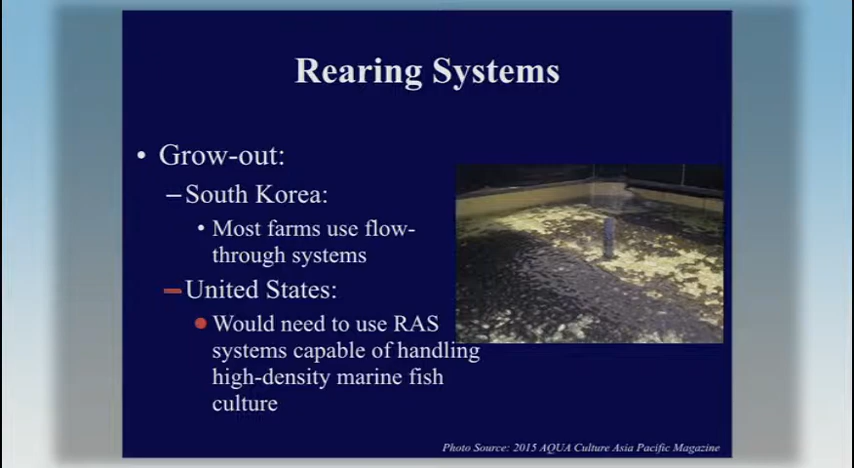 Rearing Systems
• Grow-out:
–South Korea:
• Most farms use flow-
through systems
–United States:
• Would need to use RAS
systems capable of handling
high-density marine fish
culture
Photo Source: 2015 AQUA Culture Asia Pacific Magazine